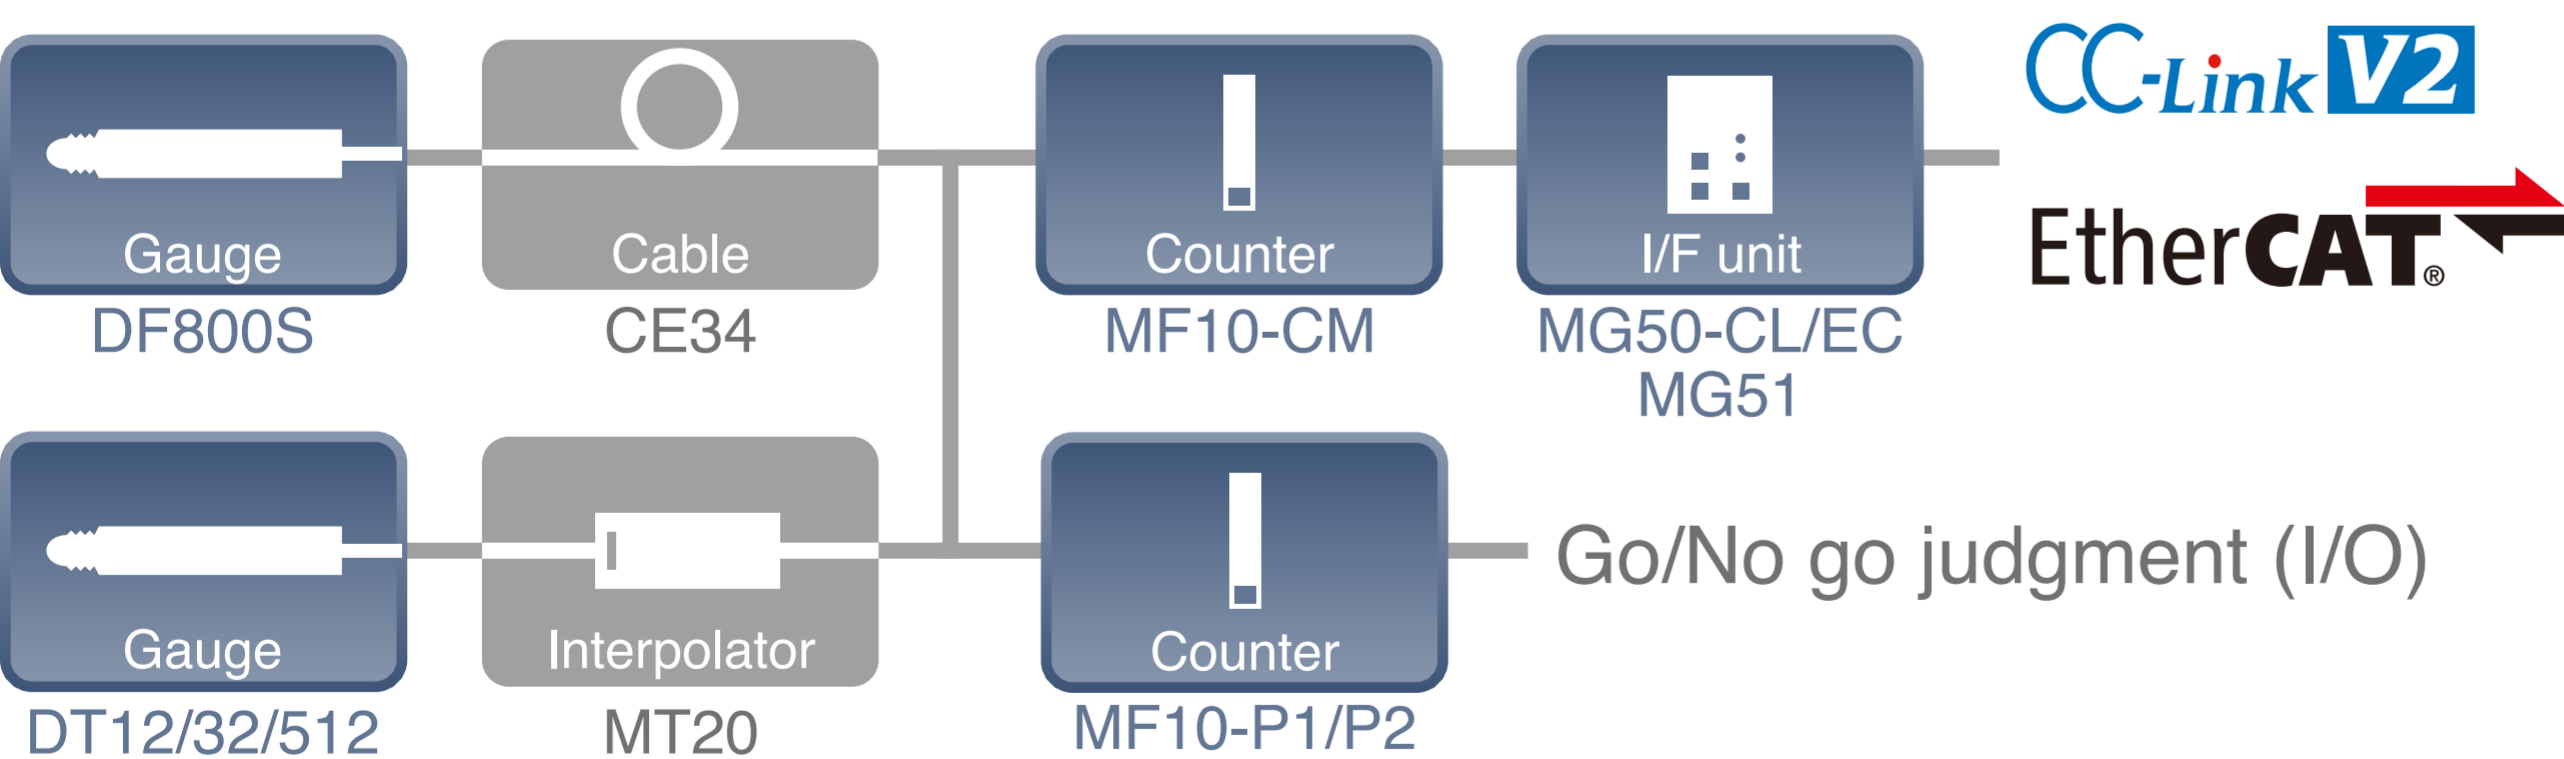 Gauge
DF800S
Cable
CE34
Counter
MF10-CM
I/F unit
MG50-CL/EC
MG51
CC-Link V2
EtherCAT®
Gauge
DT12/32/512
Interpolator
MT20
Counter
MF10-P1/P2
Go/No go judgment (I/O)